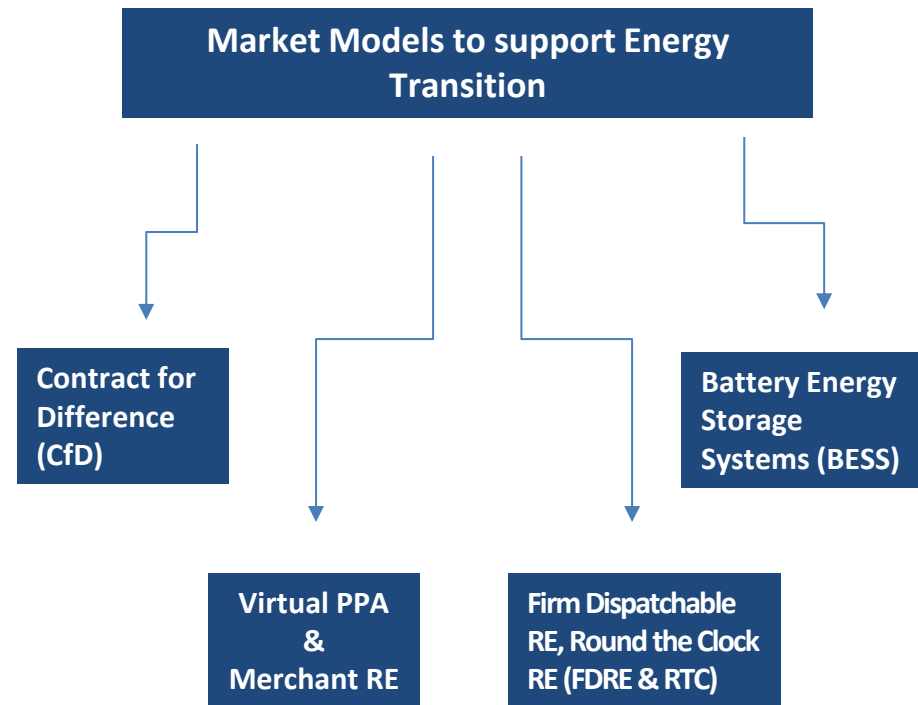 Market Models to support Energy
Transition
Contract for
Difference
(CfD)
Battery Energy
Storage
Systems (BESS)
Virtual PPA
&
Merchant RE
Firm Dispatchable
RE, Round the Clock
RE (FDRE & RTC)